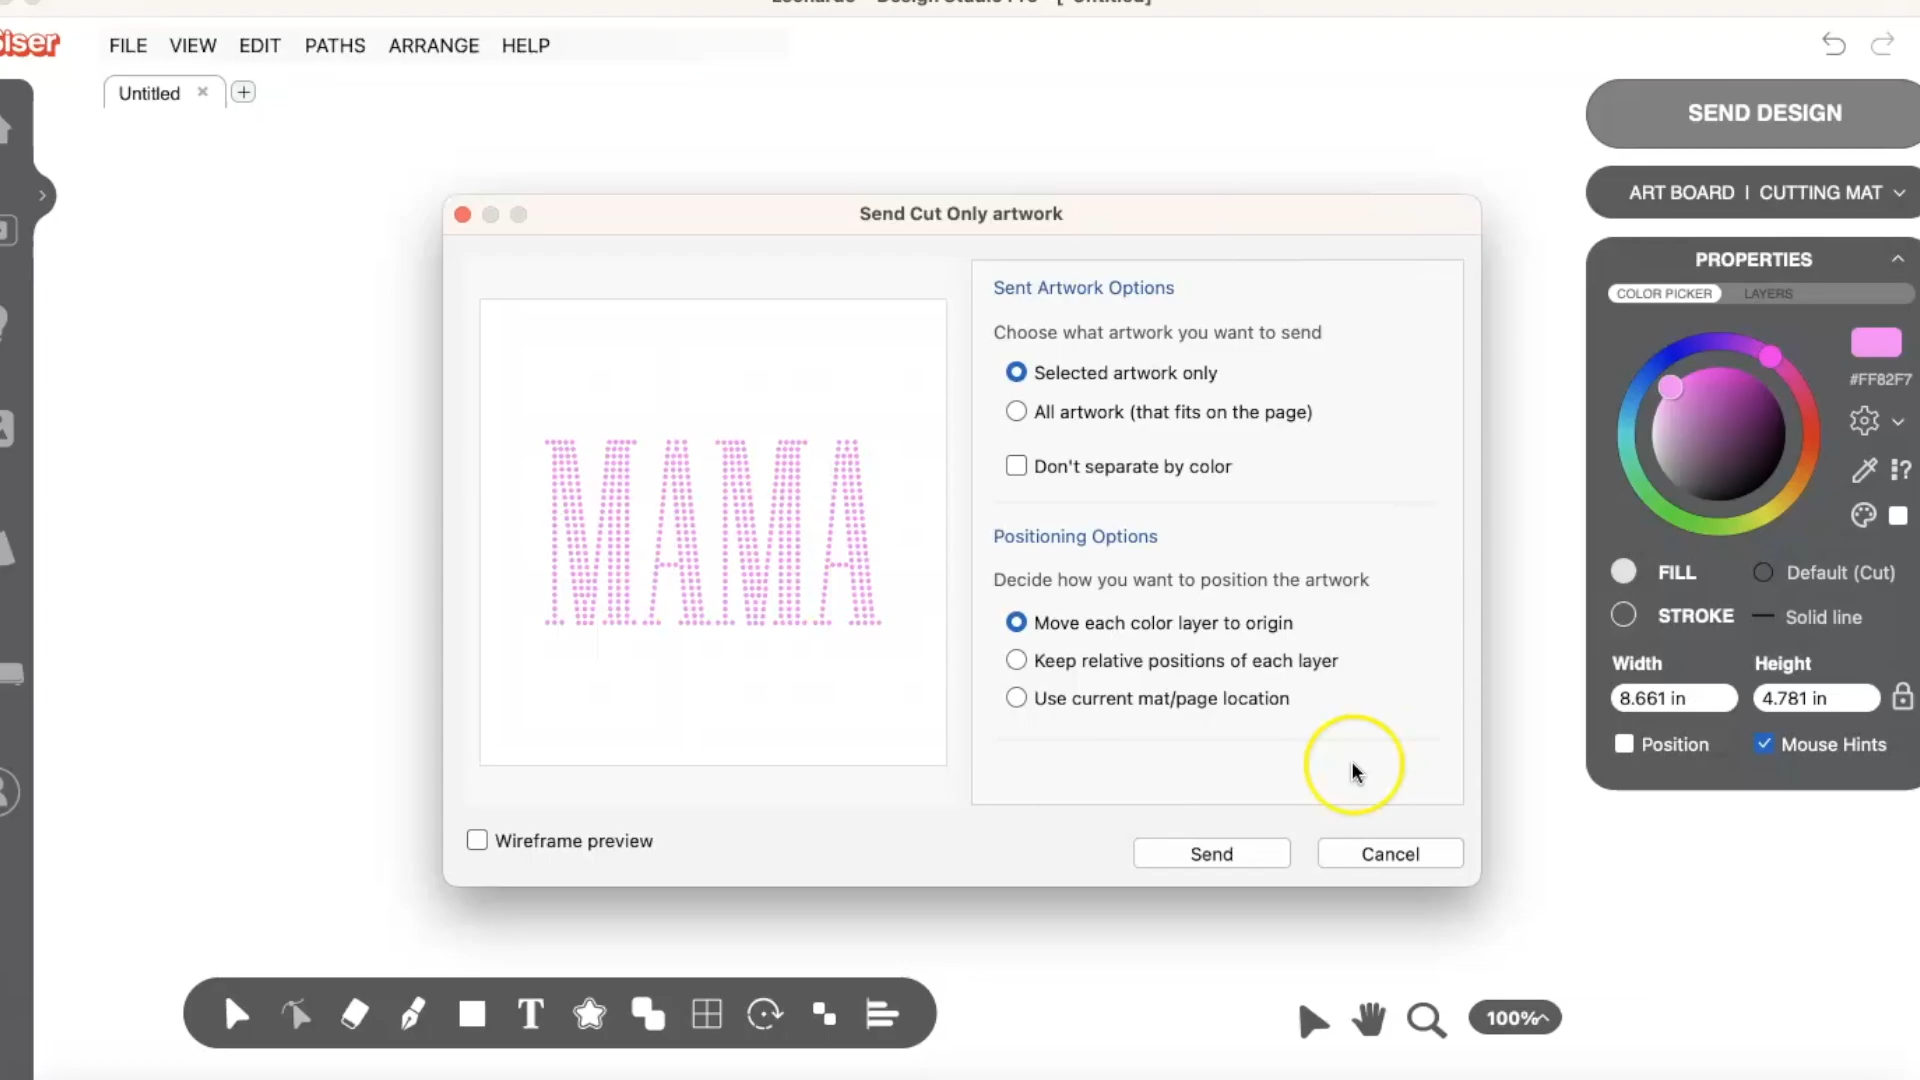 Leonardo - Design Studio Pro - [ Untitled]
FILE VIEW EDIT PATHS ARRANGE HELP
Untitled
SEND DESIGN
ART BOARD | CUTTING MAT
Send Cut Only artwork
PROPERTIES
COLOR PICKER LAYERS
Sent Artwork Options
Choose what artwork you want to send
Selected artwork only
All artwork (that fits on the page)
Don't separate by color
#FF82F7
MAMA
Positioning Options
Decide how you want to position the artwork
Move each color layer to origin
Keep relative positions of each layer
Use current mat/page location
FILL Default (Cut)
STROKE Solid line
Width Height
8.661 in 4.781 in
Position Mouse Hints
Wireframe preview
Send Cancel
100%